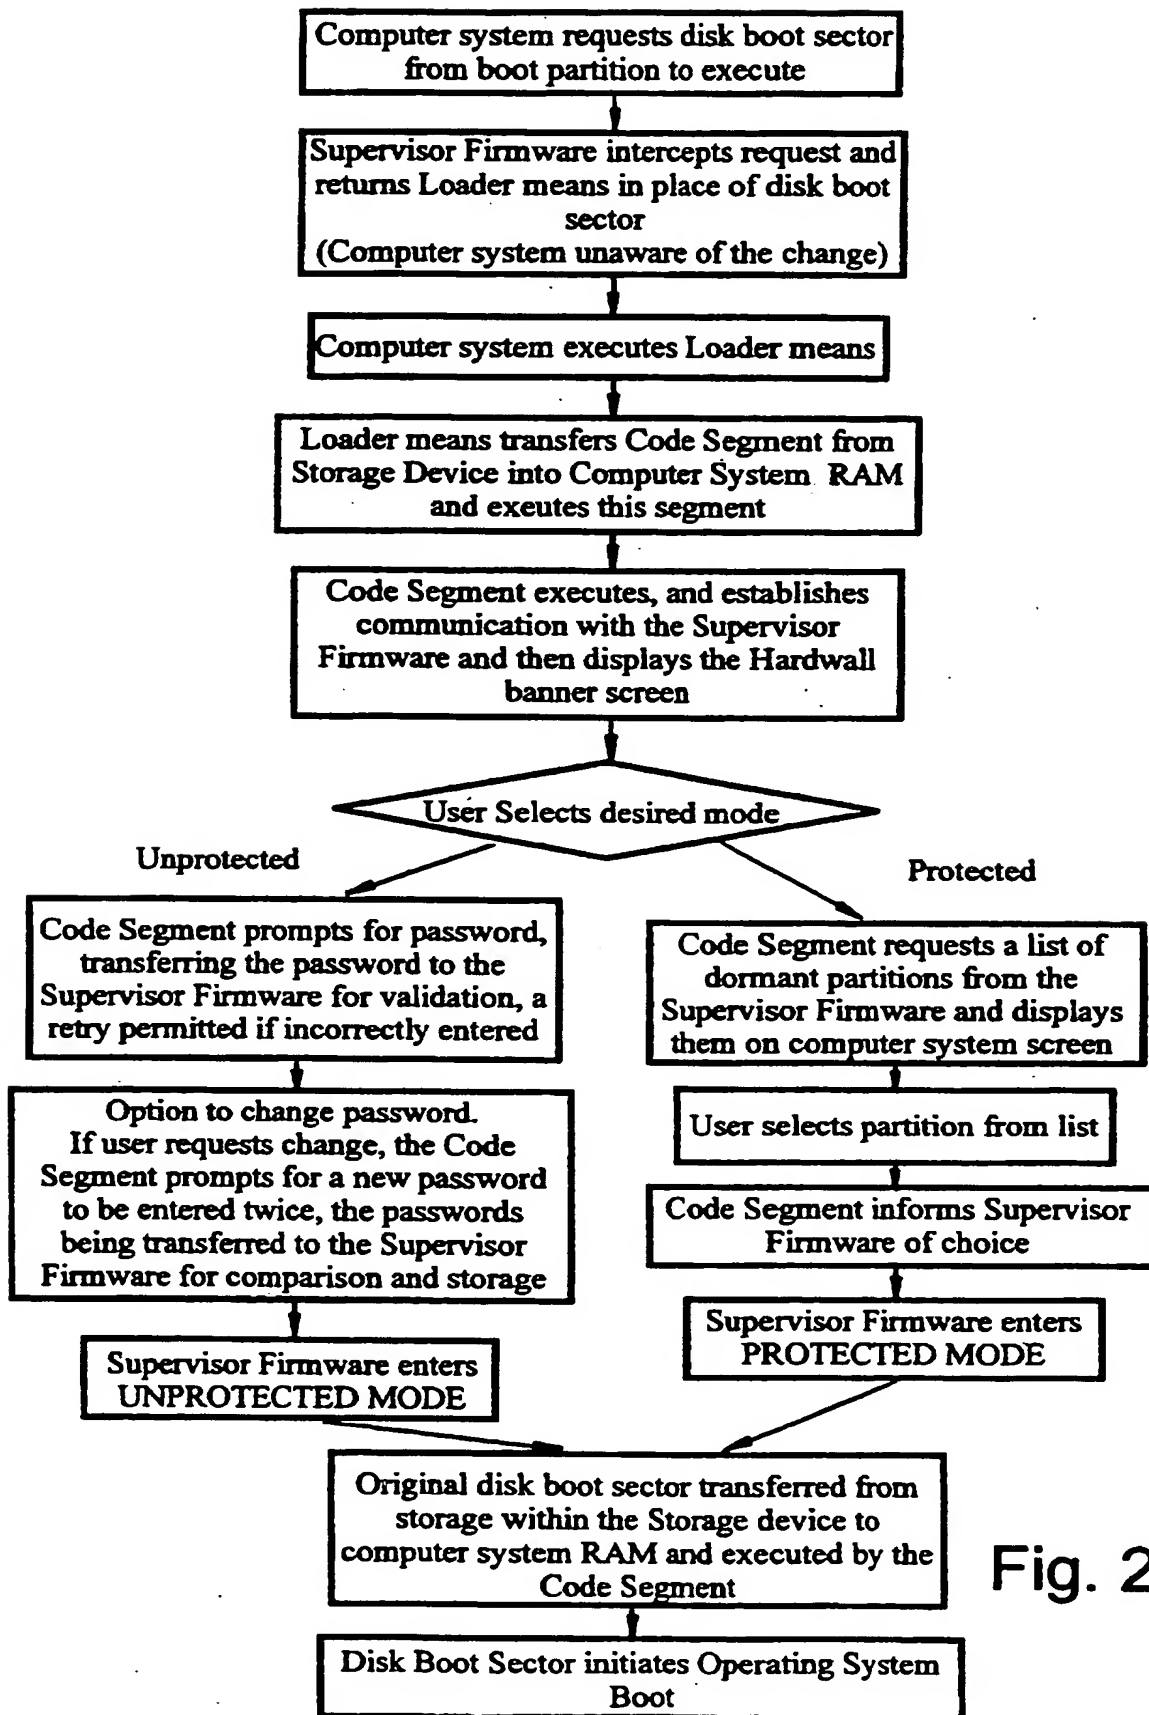 Computer system requests disk boot sector
from boot partition to execute
Supervisor Firmware intercepts request and
returns Loader means in place of disk boot
sector
(Computer system unaware of the change)
Computer system executes Loader means
Loader means transfers Code Segment from
Storage Device into Computer System RAM
and exeutes this segment
Code Segment executes, and establishes
communication with the Supervisor
Firmware and then displays the Hardwall
banner screen
User Selects desired mode
Unprotected
Protected
Code Segment prompts for password,
transferring the password to the
Supervisor Firmware for validation, a
retry permitted if incorrectly entered
Option to change password.
If user requests change, the Code
Segment prompts for a new password
to be entered twice, the passwords
being transferred to the Supervisor
Firmware for comparison and storage
Supervisor Firmware enters
UNPROTECTED MODE
Code Segment requests a list of
dormant partitions from the
Supervisor Firmware and displays
them on computer system screen
User selects partition from list
Code Segment informs Supervisor
Firmware of choice
Supervisor Firmware enters
PROTECTED MODE
Original disk boot sector transferred from
storage within the Storage device to
computer system RAM and executed by the
Code Segment
Disk Boot Sector initiates Operating System
Boot
Fig. 2